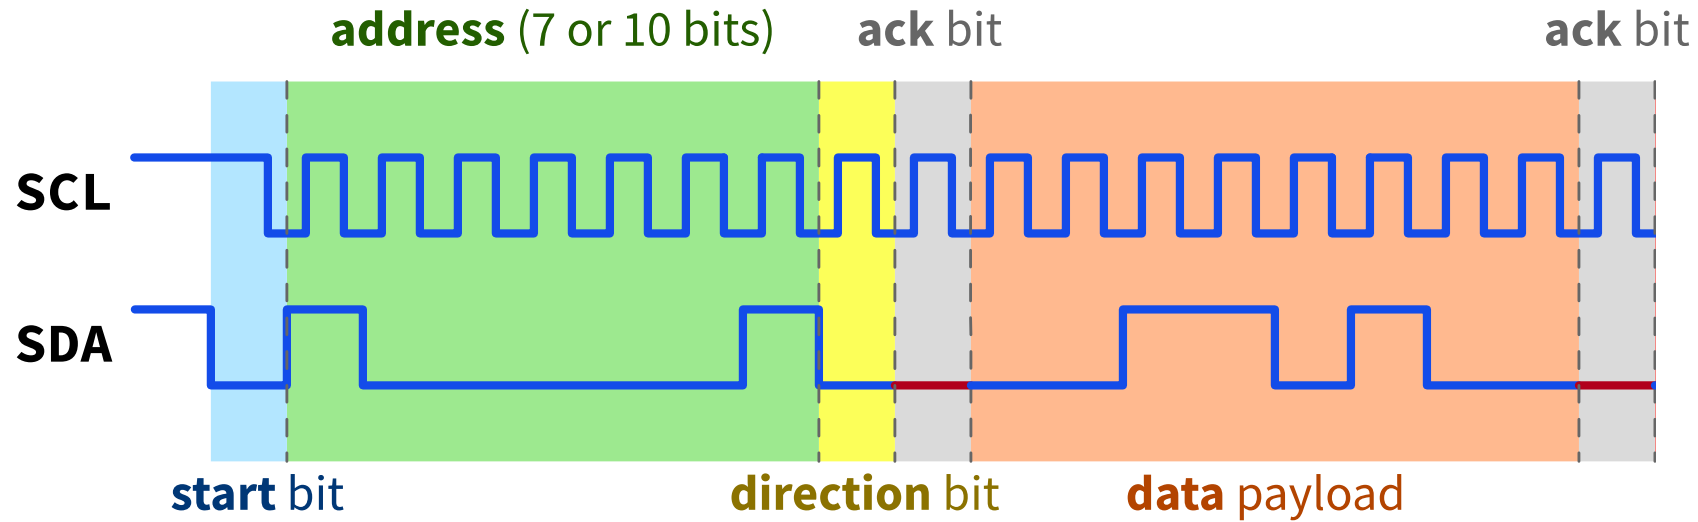 address (7 or 10 bits)
ack bit
ack bit
SCL
SDA
start bit
direction bit
data payload